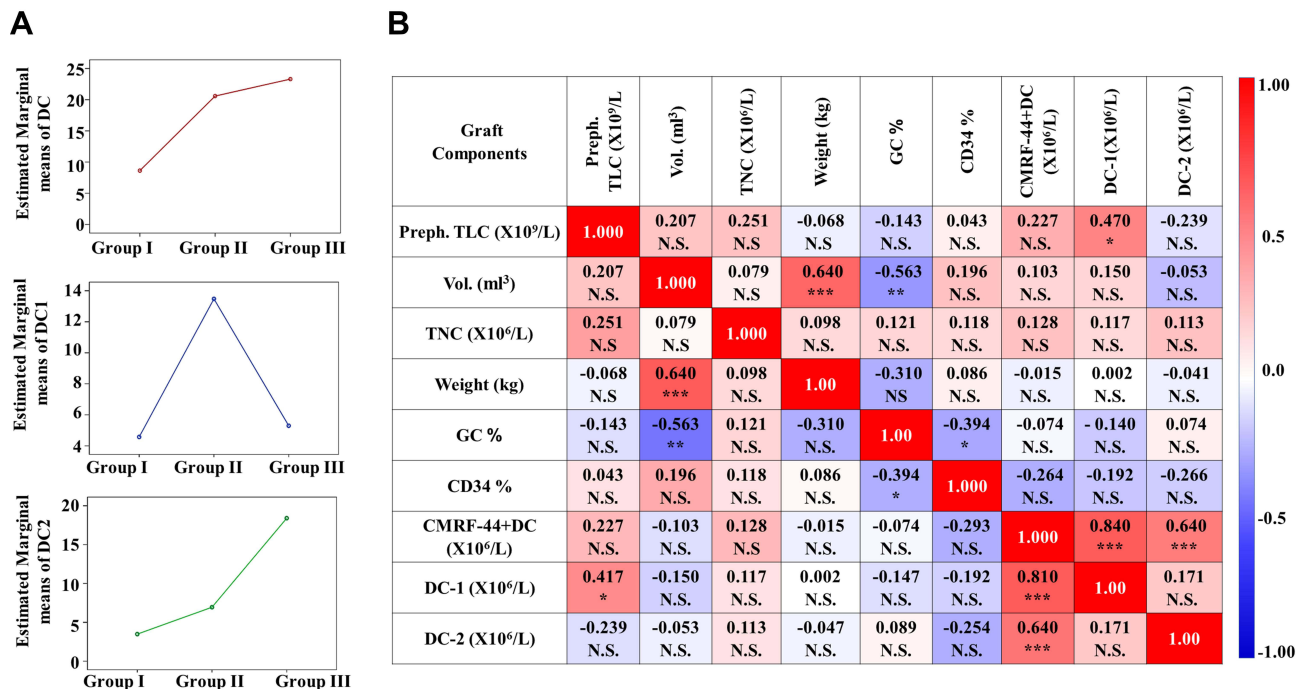 A
Estimated Marginal
means of DC
25
20
15
10
5
0
Group I Group II Group III
Estimated Marginal
means of DC1
14
12
10
8
6
4
Group I Group II Group III
Estimated Marginal
means of DC2
20
15
10
5
0
Group I Group II Group III
B
Graft
Components
Preph.
TLC (X10⁹/L)
Vol. (ml³)
TNC (X10⁶/L)
Weight (kg)
GC %
CD34 %
CMRF-44+DC
(X10⁶/L)
DC-1(X10⁶/L)
DC-2 (X10⁶/L)
Preph. TLC (X10⁹/L) 1.000 0.207 0.251 -0.068 -0.143 0.043 0.227 0.470 -0.239
N.S. N.S N.S N.S. N.S. N.S. * N.S.
Vol. (ml³) 0.207 1.000 0.079 0.640 -0.563 0.196 0.103 0.150 -0.053
N.S. N.S *** ** N.S. N.S. N.S. N.S.
TNC (X10⁶/L) 0.251 0.079 1.000 0.098 0.121 0.118 0.128 0.117 0.113
N.S N.S N.S. N.S. N.S. N.S N.S. N.S.
Weight (kg) -0.068 0.640 0.098 1.00 -0.310 0.086 -0.015 0.002 -0.041
N.S *** N.S. NS N.S. N.S. N.S. N.S.
GC % -0.143 -0.563 0.121 -0.310 1.00 -0.394 -0.074 - 0.140 0.074
N.S. ** N.S. N.S. * N.S. N.S. N.S.
CD34 % 0.043 0.196 0.118 0.086 -0.394 1.000 -0.264 -0.192 -0.266
N.S. N.S. N.S. N.S. * N.S. N.S. N.S.
CMRF-44+DC
(X10⁶/L) 0.227 -0.103 0.128 -0.015 -0.074 -0.293 1.000 0.840 0.640
N.S. N.S. N.S N.S. N.S. N.S. *** ***
DC-1 (X10⁶/L) 0.417 -0.150 0.117 0.002 -0.147 -0.192 0.810 1.00 0.171
* N.S. N.S. N.S. N.S. N.S. *** N.S.
DC-2 (X10⁶/L) -0.239 -0.053 0.113 -0.047 0.089 -0.254 0.640 0.171 1.00
N.S. N.S. N.S. N.S. N.S. N.S. *** N.S.
1.00
0.5
0.0
-0.5
-1.00